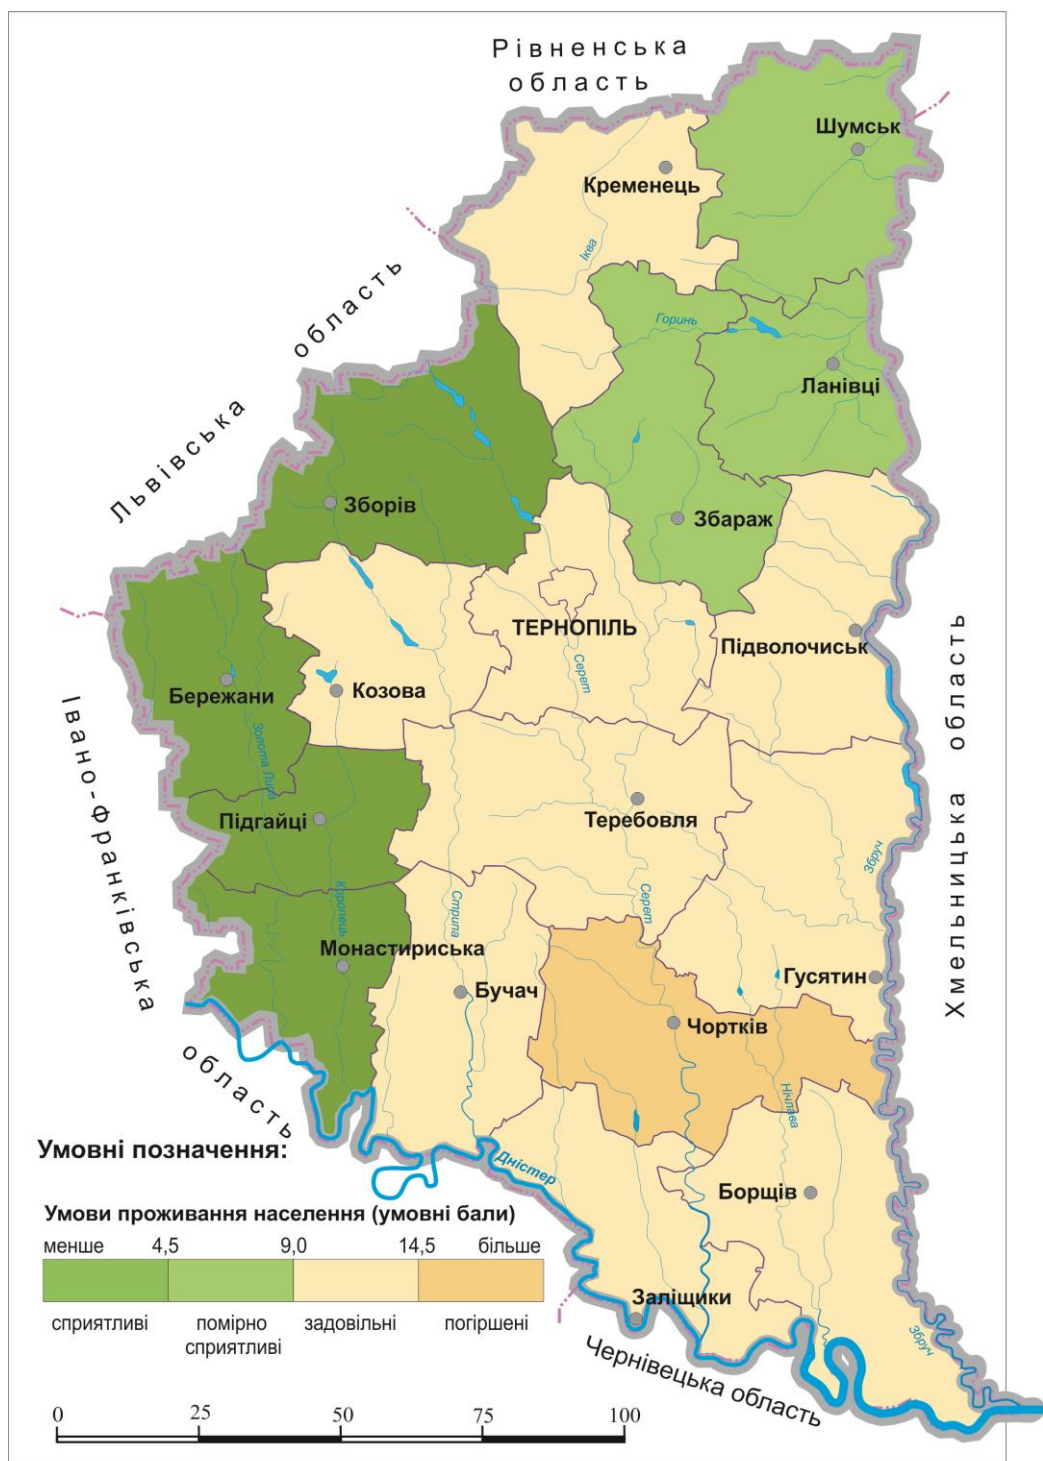 Рівненська
область
Шумськ
Кременець
Іква
Львівська область
Горинь
Ланівці
Зборів
Збараж
ТЕРНОПІЛЬ
Підволочиськ
Серет
Козова
Бережани
Золота Липа
Івано-Франківська
область
Хмельницька область
Підгайці
Теребовля
Збруч
Коропець
Стрипа
Серет
Монастириська
Бучач
Гусятин
Чортків
Нічлава
Умовні позначення:
Дністер
Борщів
Умови проживання населення (умовні бали)
менше 4,5 9,0 14,5 більше
сприятливі помірно задовільні погіршені
сприятливі
Заліщики
Збруч
Чернівецька область
0 25 50 75 100